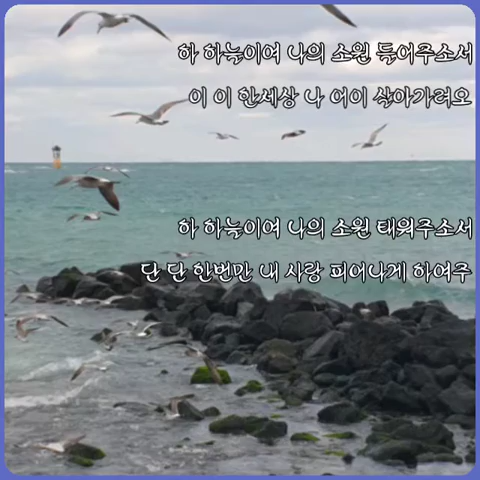 하 하늘이여 나의 소원 들어주소서
이 이 한세상 나 어이 살아가려오
하 하늘이여 나의 소원 태워주소서
단 단 한번만 내 사랑 피어나게 하여주